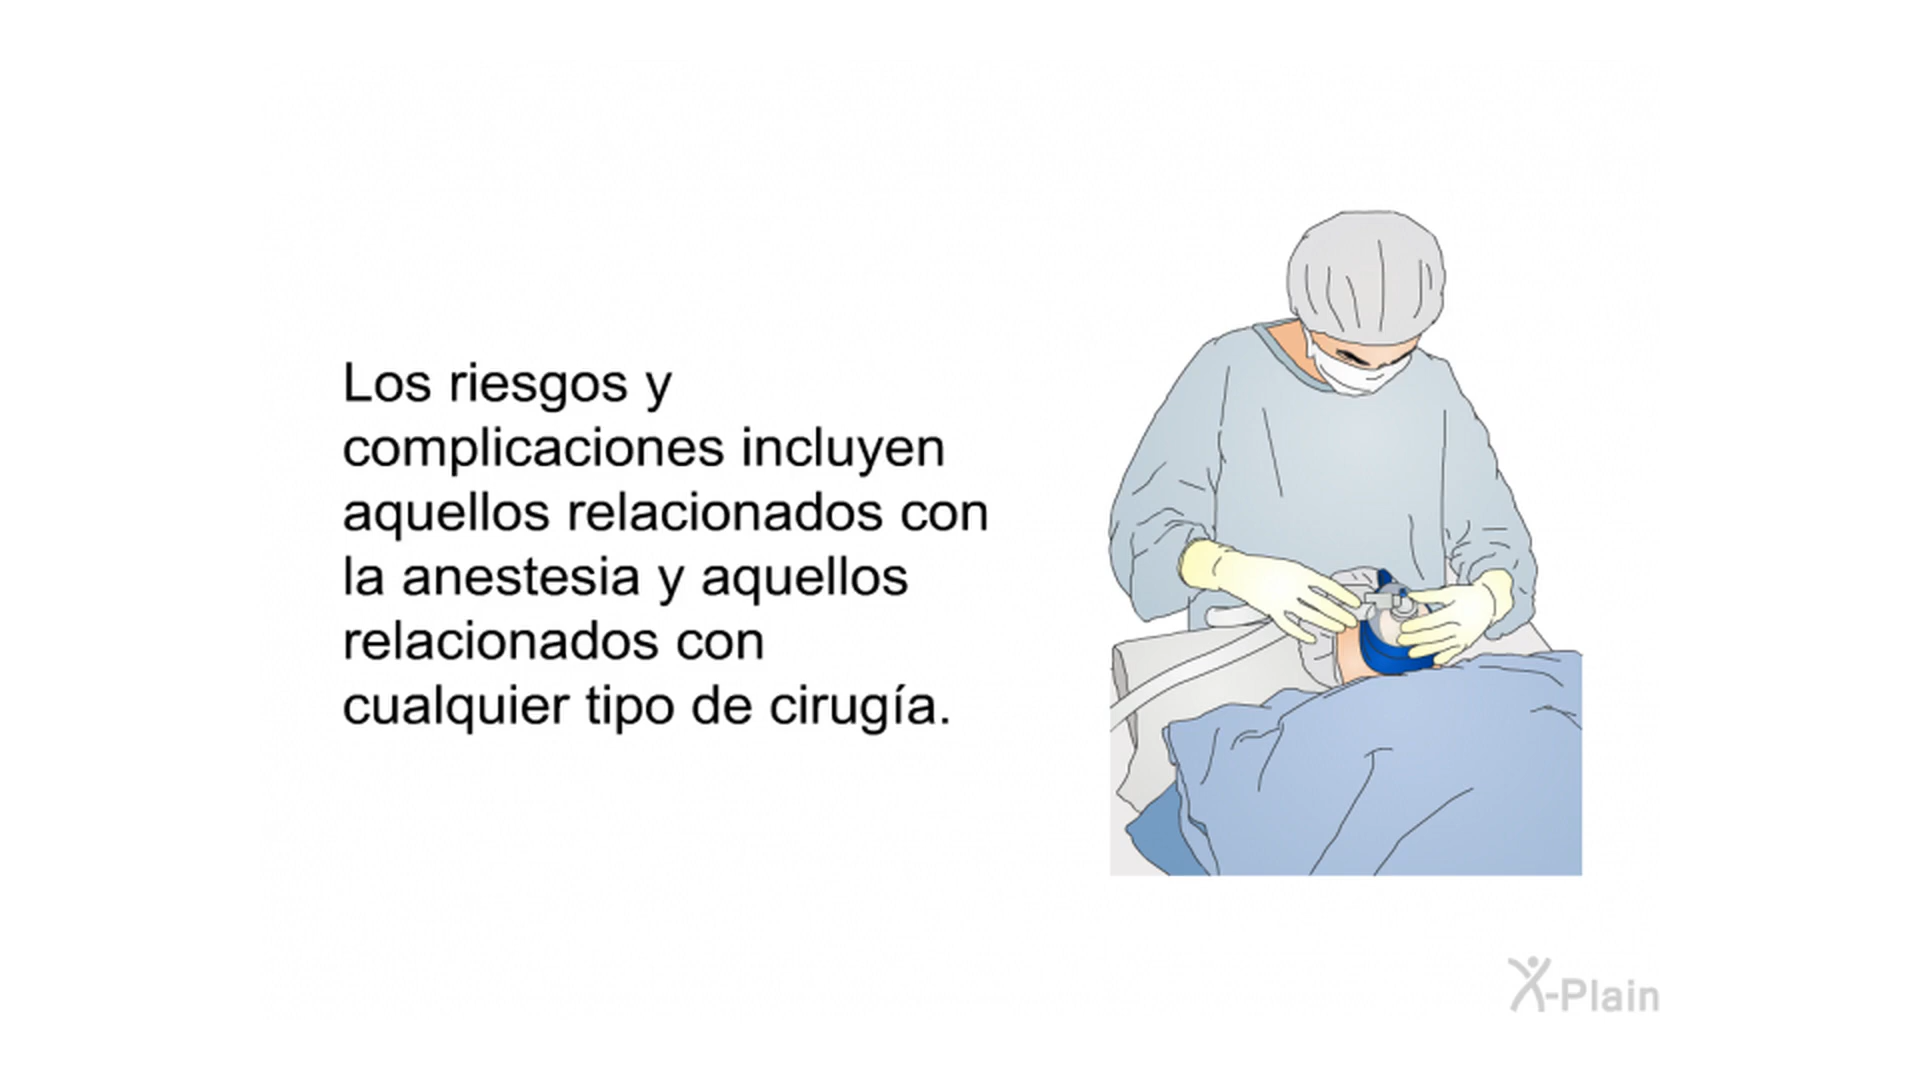 Los riesgos y
complicaciones incluyen
aquellos relacionados con
la anestesia y aquellos
relacionados con
cualquier tipo de cirugía.
X-Plain